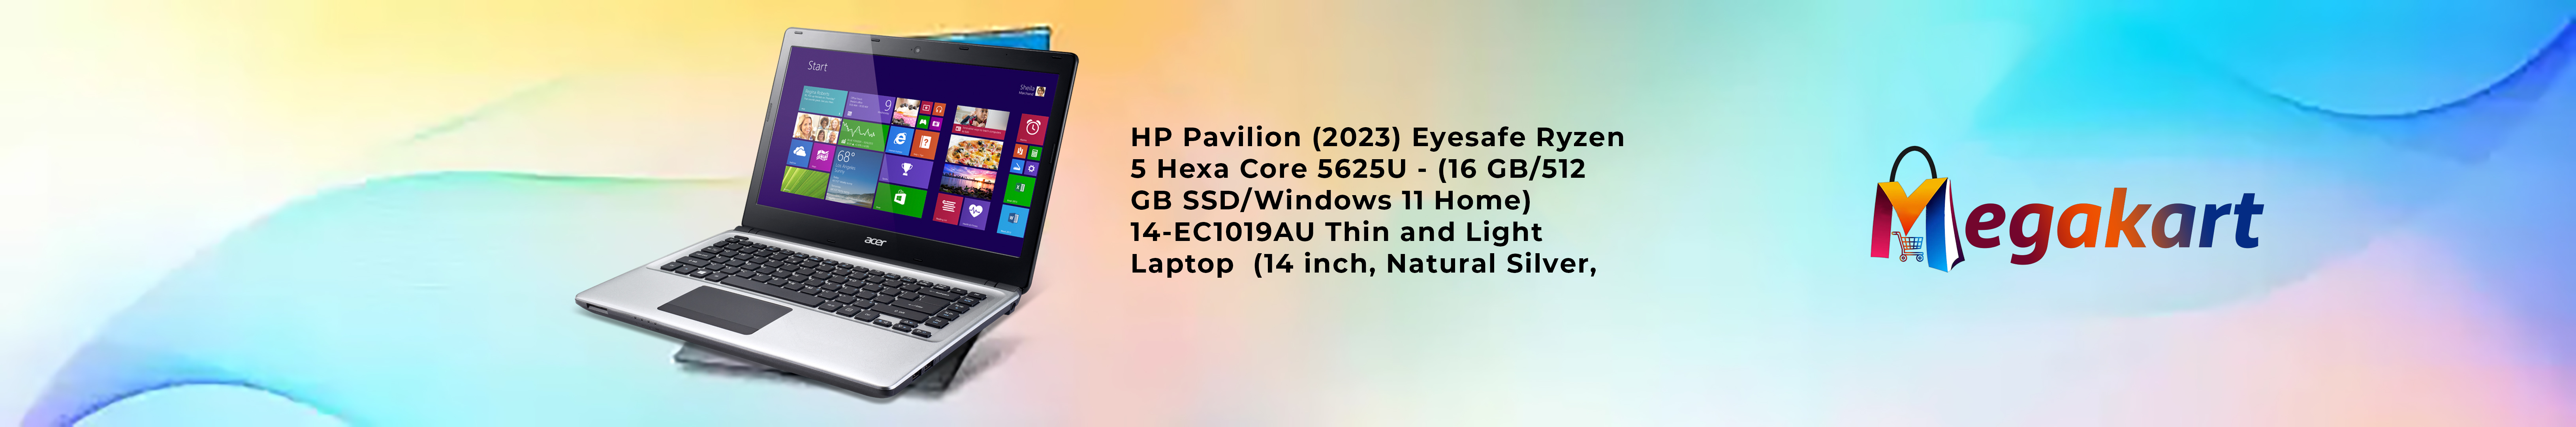 Start
Sheila
9
68°
acer
HP Pavilion (2023) Eyesafe Ryzen
5 Hexa Core 5625U - (16 GB/512
GB SSD/Windows 11 Home)
14-EC1019AU Thin and Light
Laptop (14 inch, Natural Silver,
Megakart